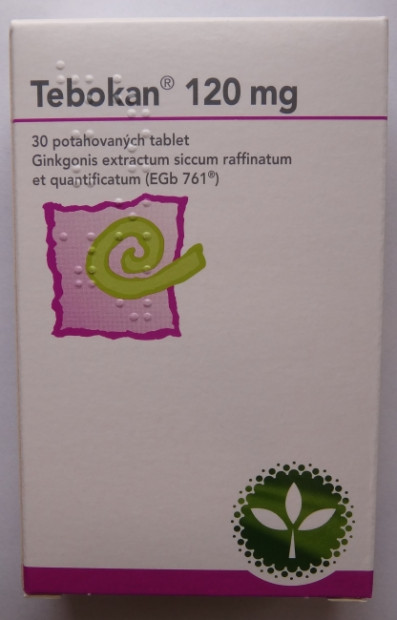 Tebokan® 120 mg
30 potahovaných tablet
Ginkgonis extractum siccum raffinatum
et quantificatum (EGb 761®)